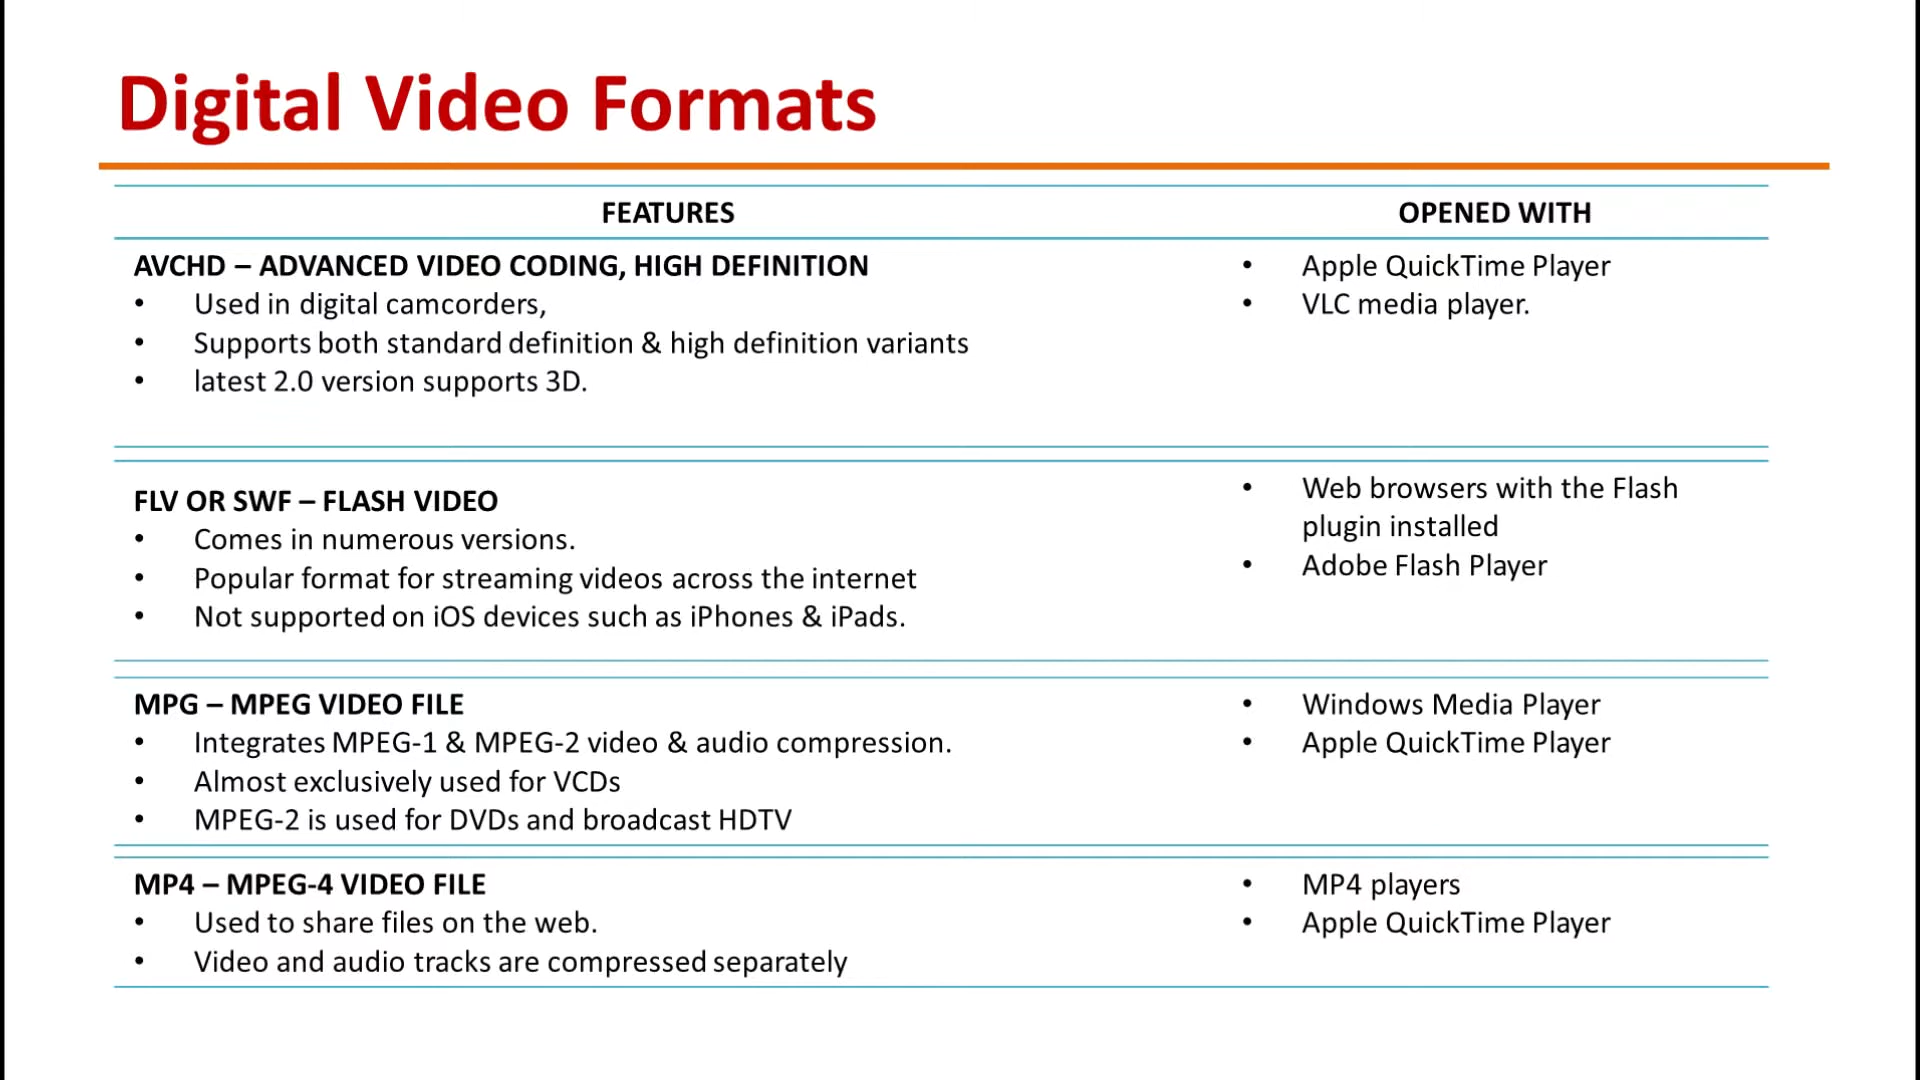 Digital Video Formats
FEATURES
OPENED WITH
AVCHD – ADVANCED VIDEO CODING, HIGH DEFINITION
• Used in digital camcorders,
• Supports both standard definition & high definition variants
• latest 2.0 version supports 3D.
• Apple QuickTime Player
• VLC media player.
FLV OR SWF – FLASH VIDEO
• Comes in numerous versions.
• Popular format for streaming videos across the internet
• Not supported on iOS devices such as iPhones & iPads.
• Web browsers with the Flash
plugin installed
• Adobe Flash Player
MPG – MPEG VIDEO FILE
• Integrates MPEG-1 & MPEG-2 video & audio compression.
• Almost exclusively used for VCDs
• MPEG-2 is used for DVDs and broadcast HDTV
• Windows Media Player
• Apple QuickTime Player
MP4 – MPEG-4 VIDEO FILE
• Used to share files on the web.
• Video and audio tracks are compressed separately
• MP4 players
• Apple QuickTime Player